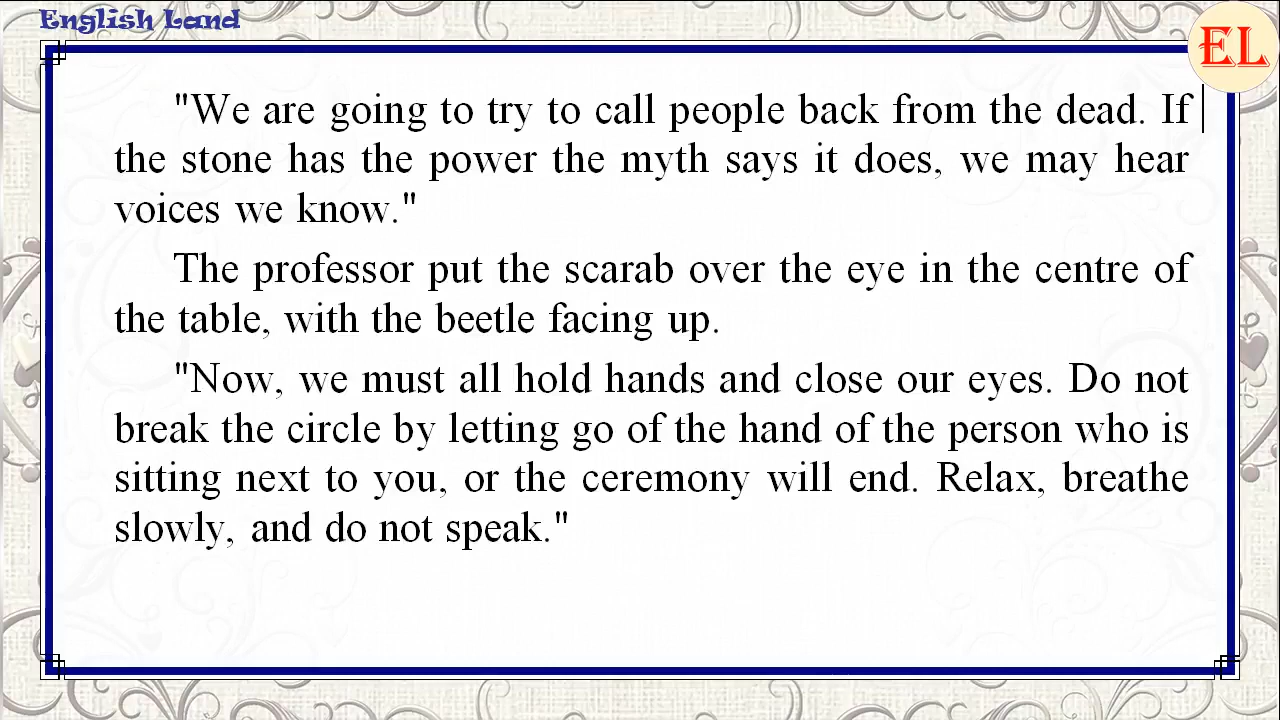 English Land
EL
"We are going to try to call people back from the dead. If
the stone has the power the myth says it does, we may hear
voices we know."
The professor put the scarab over the eye in the centre of
the table, with the beetle facing up.
"Now, we must all hold hands and close our eyes. Do not
break the circle by letting go of the hand of the person who is
sitting next to you, or the ceremony will end. Relax, breathe
slowly, and do not speak."